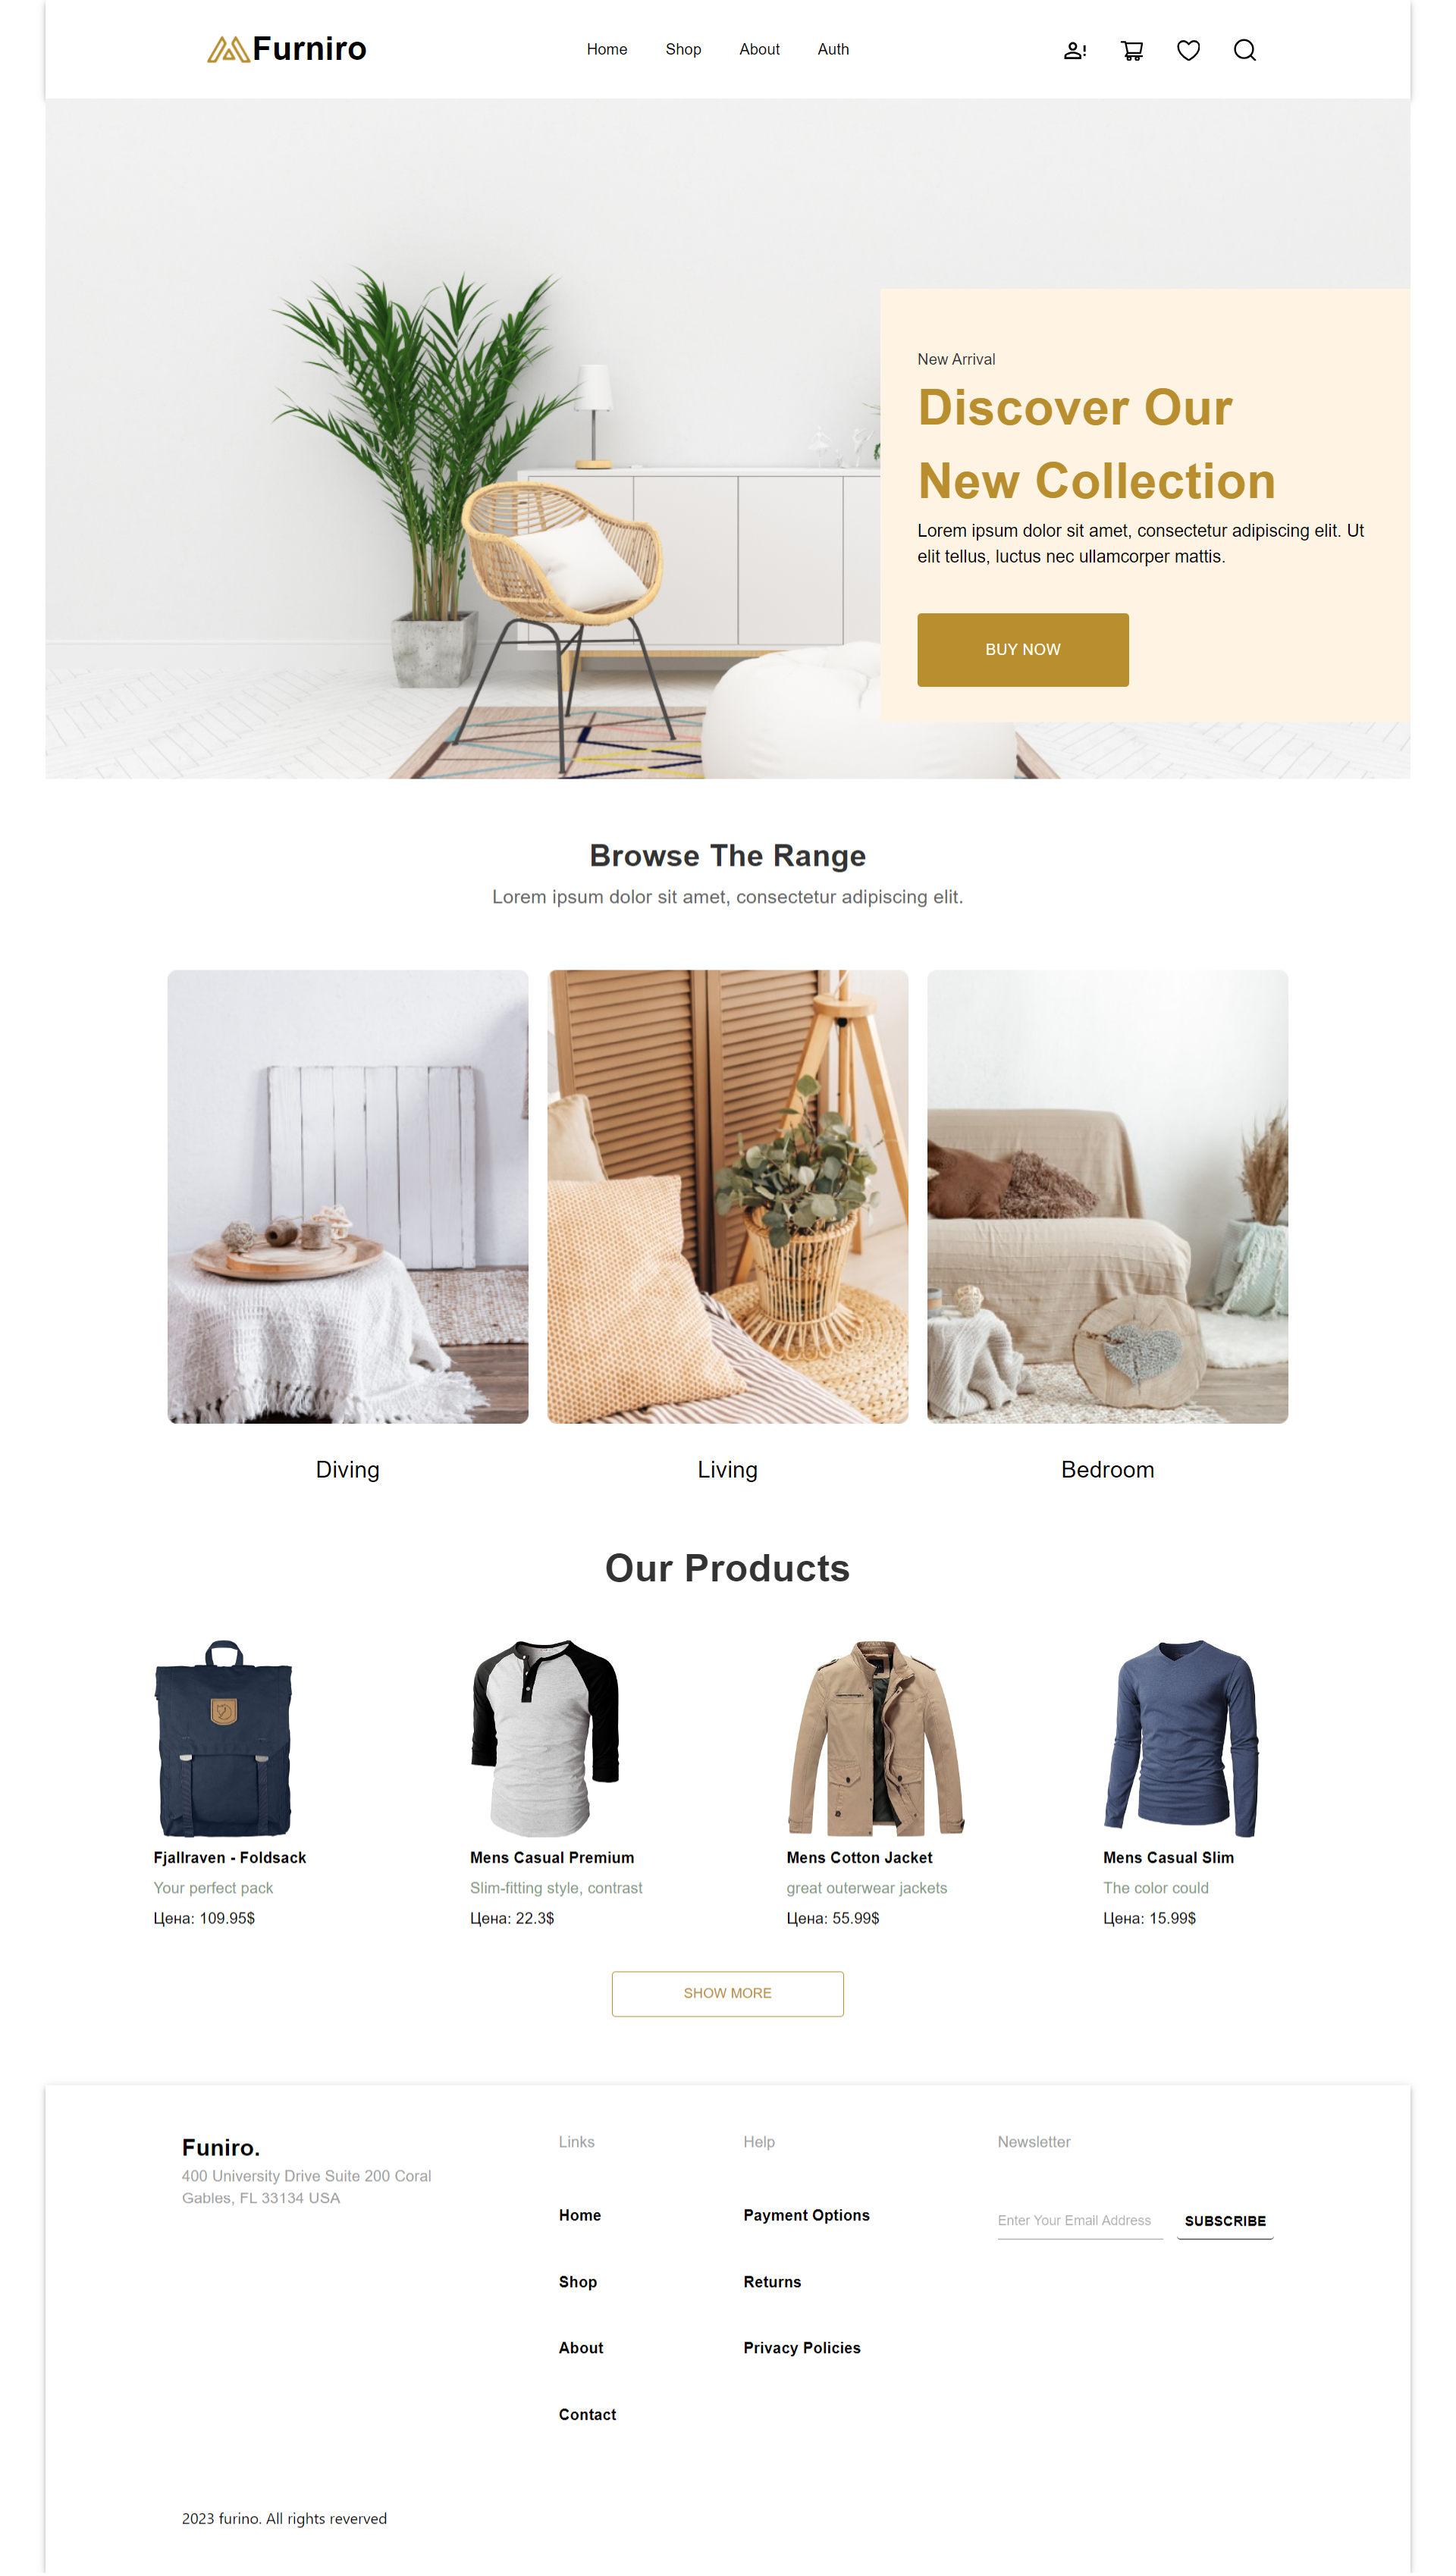 Furniro
Home
Shop
About
Auth
New Arrival
Discover Our
New Collection
Lorem ipsum dolor sit amet, consectetur adipiscing elit. Ut
elit tellus, luctus nec ullamcorper mattis.
BUY NOW
Browse The Range
Lorem ipsum dolor sit amet, consectetur adipiscing elit.
Diving
Living
Bedroom
Our Products
Fjallraven - Foldsack
Your perfect pack
Цена: 109.95$
Mens Casual Premium
Slim-fitting style, contrast
Цена: 22.3$
Mens Cotton Jacket
great outerwear jackets
Цена: 55.99$
Mens Casual Slim
The color could
Цена: 15.99$
SHOW MORE
Funiro.
400 University Drive Suite 200 Coral
Gables, FL 33134 USA
Links
Home
Shop
About
Contact
Help
Payment Options
Returns
Privacy Policies
Newsletter
Enter Your Email Address
SUBSCRIBE
2023 furino. All rights reverved